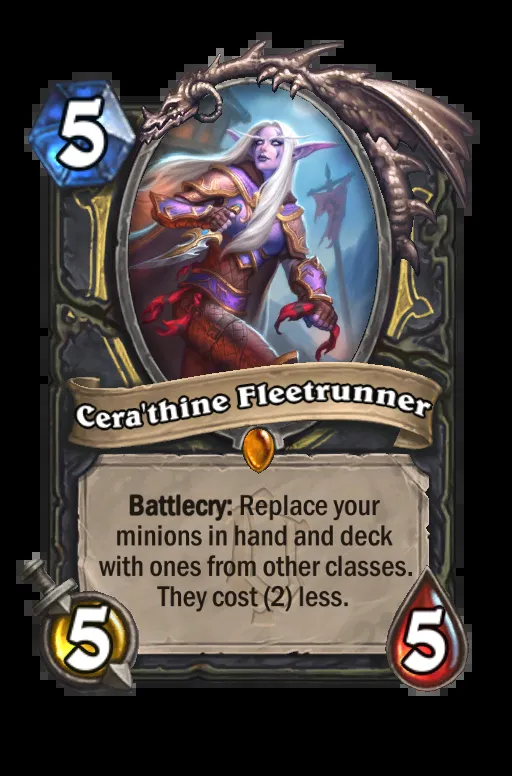 5
Cera'thine Fleetrunner
Battlecry: Replace your
minions in hand and deck
with ones from other classes.
They cost (2) less.
5
5